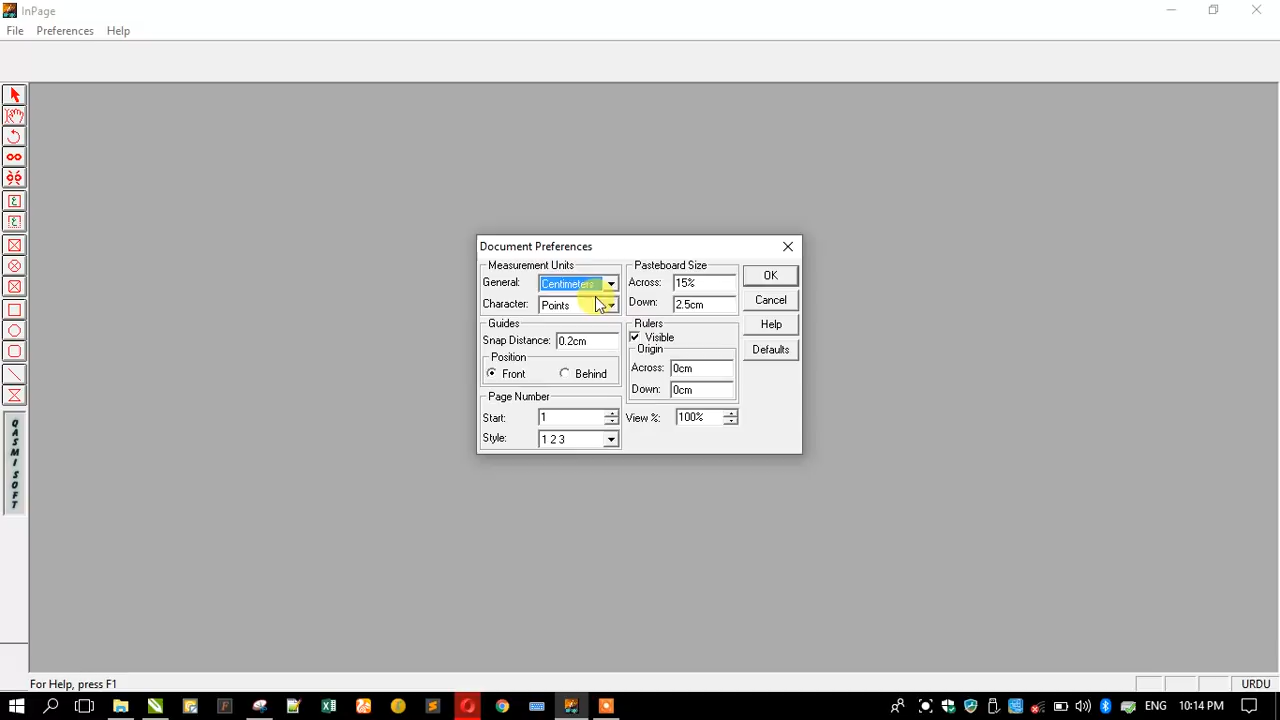 InPage
File Preferences Help
Document Preferences
Measurement Units
General: Centimeters
Character: Points
Pasteboard Size
Across: 15%
Down: 2.5cm
OK
Cancel
Help
Defaults
Guides
Snap Distance: 0.2cm
Position
Front Behind
Rulers
Visible
Origin
Across: 0cm
Down: 0cm
Page Number
Start: 1
Style: 1 2 3
View %: 100%
QASMI SOFT
For Help, press F1
URDU
ENG 10:14 PM